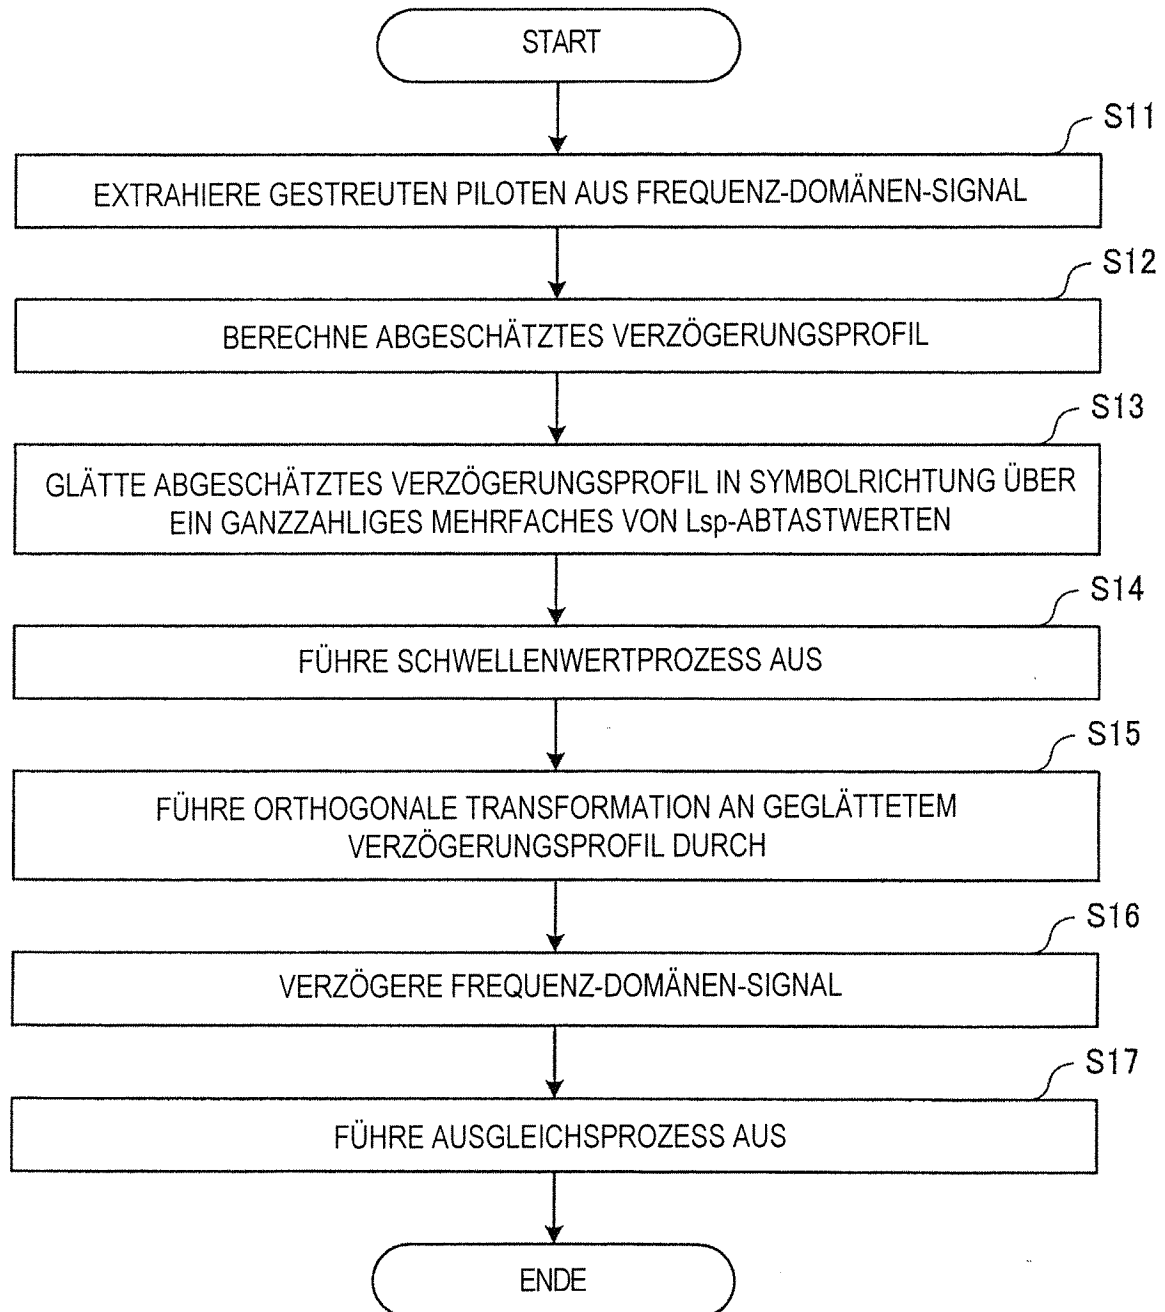 START
S11
EXTRAHIERE GESTREUTEN PILOTEN AUS FREQUENZ-DOMÄNEN-SIGNAL
S12
BERECHNE ABGESCHÄTZTES VERZÖGERUNGSPROFIL
S13
GLÄTTE ABGESCHÄTZTES VERZÖGERUNGSPROFIL IN SYMBOLRICHTUNG ÜBER
EIN GANZZAHLIGES MEHRFACHES VON Lsp-ABTASTWERTEN
S14
FÜHRE SCHWELLENWERTPROZESS AUS
S15
FÜHRE ORTHOGONALE TRANSFORMATION AN GEGLÄTTETEM
VERZÖGERUNGSPROFIL DURCH
S16
VERZÖGERE FREQUENZ-DOMÄNEN-SIGNAL
S17
FÜHRE AUSGLEICHSPROZESS AUS
ENDE